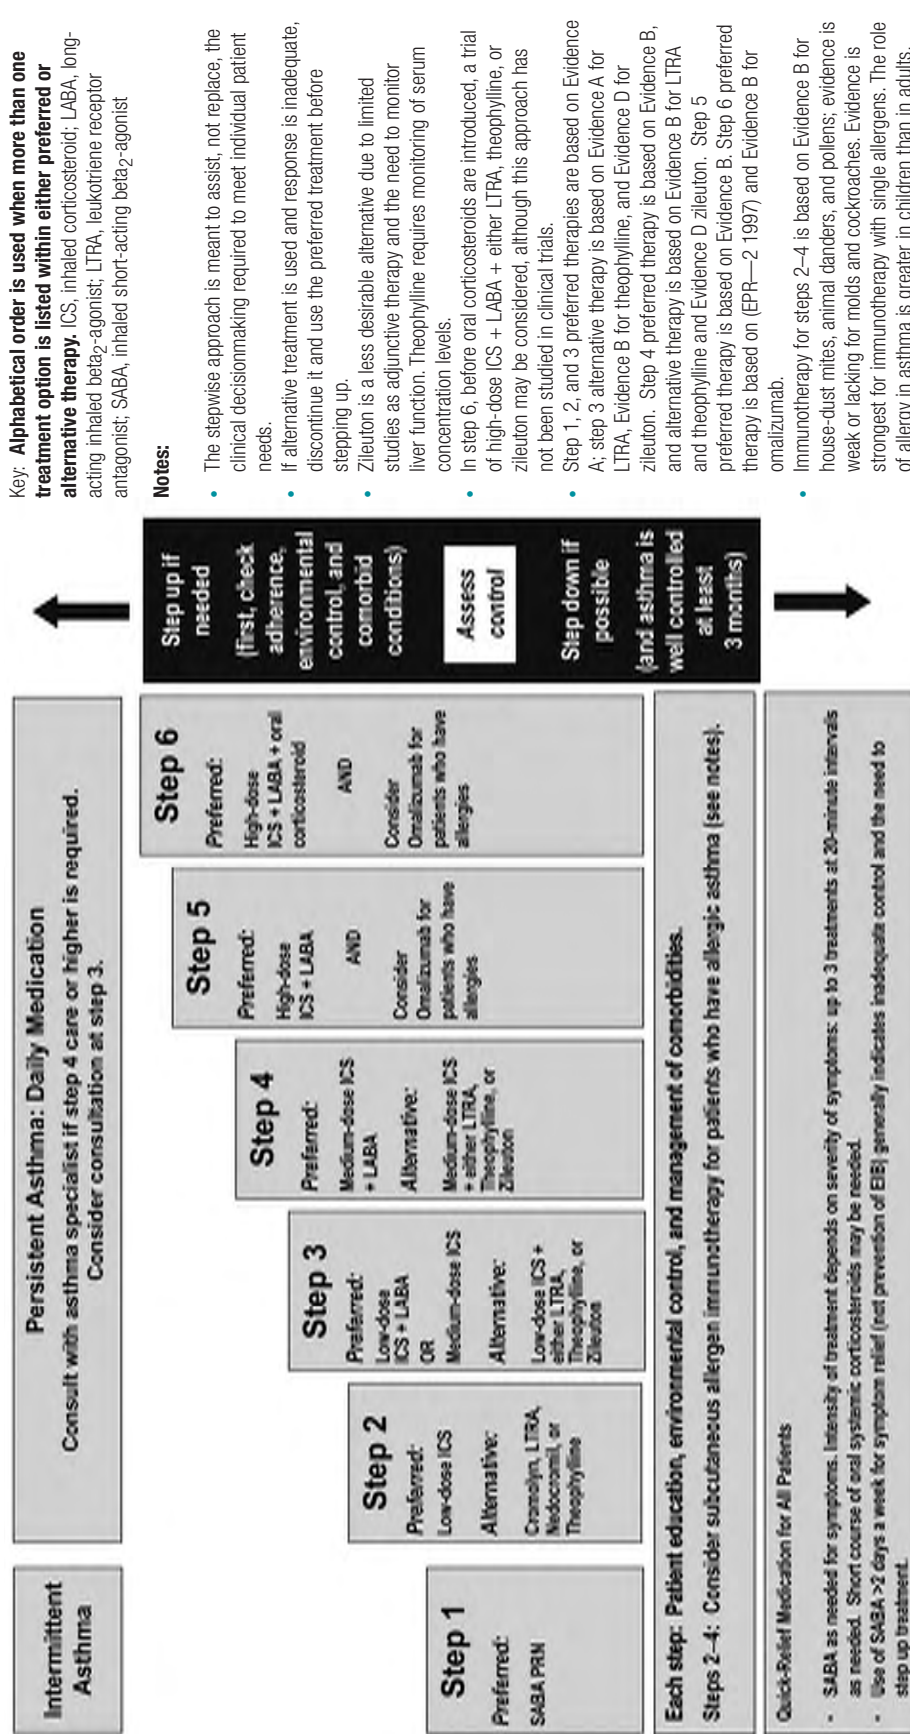 Intermittent
Asthma
Persistent Asthma: Daily Medication
Consult with asthma specialist if step 4 care or higher is required.
Consider consultation at step 3.
Step 1
Preferred:
SABA PRN
Step 2
Preferred:
Low-dose ICS
Alternative:
Cromolyn, LTRA,
Nedocromil, or
Theophylline
Step 3
Preferred:
Low-dose
ICS + LABA
OR
Medium-dose ICS
Alternative:
Low-dose ICS +
either LTRA,
Theophylline, or
Zileuton
Step 4
Preferred:
Medium-dose ICS
+ LABA
Alternative:
Medium-dose ICS
+ either LTRA,
Theophylline, or
Zileuton
Step 5
Preferred:
High-dose
ICS + LABA
AND
Consider
Omalizumab for
patients who have
allergies
Step 6
Preferred:
High-dose
ICS + LABA + oral
corticosteroid
AND
Consider
Omalizumab for
patients who have
allergies
Step up if
needed
(first, check
adherence,
environmental
control, and
comorbid
conditions)
Assess
control
Step down if
possible
(and asthma is
well controlled
at least
3 months)
Each step: Patient education, environmental control, and management of comorbidities.
Steps 2–4: Consider subcutaneous allergen immunotherapy for patients who have allergic asthma (see notes).
Quick-Relief Medication for All Patients
• SABA as needed for symptoms. Intensity of treatment depends on severity of symptoms: up to 3 treatments at 20-minute intervals
as needed. Short course of oral systemic corticosteroids may be needed.
• Use of SABA >2 days a week for symptom relief (not prevention of EIB) generally indicates inadequate control and the need to
step up treatment.
Key: Alphabetical order is used when more than one
treatment option is listed within either preferred or
alternative therapy. ICS, inhaled corticosteroid; LABA, long-
acting inhaled beta2-agonist; LTRA, leukotriene receptor
antagonist; SABA, inhaled short-acting beta2-agonist
Notes:
• The stepwise approach is meant to assist, not replace, the
clinical decisionmaking required to meet individual patient
needs.
• If alternative treatment is used and response is inadequate,
discontinue it and use the preferred treatment before
stepping up.
• Zileuton is a less desirable alternative due to limited
studies as adjunctive therapy and the need to monitor
liver function. Theophylline requires monitoring of serum
concentration levels.
• In step 6, before oral corticosteroids are introduced, a trial
of high-dose ICS + LABA + either LTRA, theophylline, or
zileuton may be considered, although this approach has
not been studied in clinical trials.
• Step 1, 2, and 3 preferred therapies are based on Evidence
A; step 3 alternative therapy is based on Evidence A for
LTRA, Evidence B for theophylline, and Evidence D for
zileuton. Step 4 preferred therapy is based on Evidence B,
and alternative therapy is based on Evidence B for LTRA
and theophylline and Evidence D zileuton. Step 5
preferred therapy is based on Evidence B. Step 6 preferred
therapy is based on (EPR—2 1997) and Evidence B for
omalizumab.
• Immunotherapy for steps 2–4 is based on Evidence B for
house-dust mites, animal danders, and pollens; evidence is
weak or lacking for molds and cockroaches. Evidence is
strongest for immunotherapy with single allergens. The role
of allergy in asthma is greater in children than in adults.